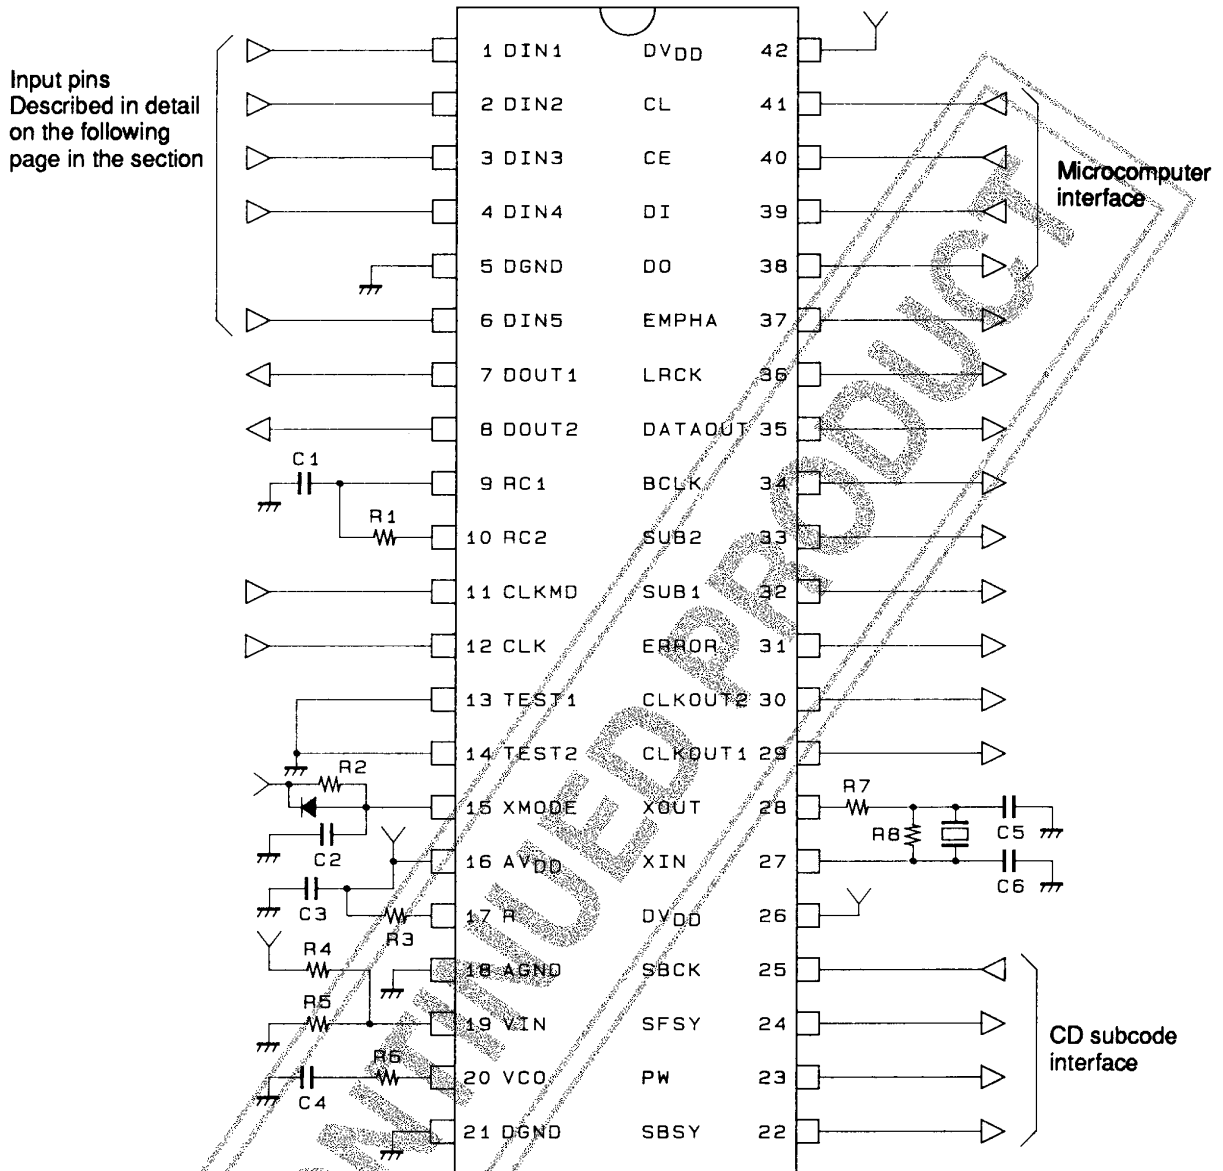 Input pins
Described in detail
on the following
page in the section
1 DIN1 DVDD 42
2 DIN2 CL 41
3 DIN3 CE 40
4 DIN4 DI 39
5 DGND DO 38
6 DIN5 EMPHA 37
7 DOUT1 LRCK 36
8 DOUT2 DATAOUT 35
9 RC1 BCLK 34
10 RC2 SUB2 33
11 CLKMD SUB1 32
12 CLK ERROR 31
13 TEST1 CLKOUT2 30
14 TEST2 CLKOUT1 29
15 XMODE XOUT 28
16 AVDD XIN 27
17 R DVDD 26
18 AGND SBCK 25
19 VIN SFSY 24
20 VCO PW 23
21 DGND SBSY 22
C1
R1
R2
C2
C3
R3
R4
R5
R6
C4
R7
R8
C5
C6
Microcomputer
interface
CD subcode
interface
NTINUED PRODUCT